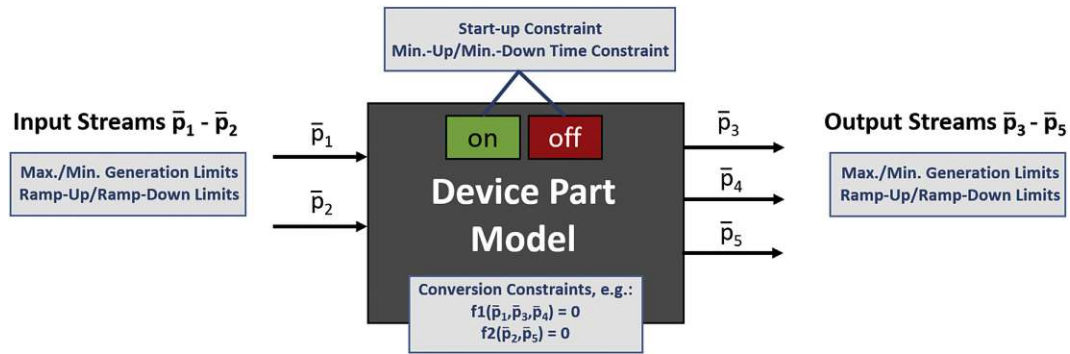 Start-up Constraint
Min.-Up/Min.-Down Time Constraint
Input Streams p̄₁ - p̄₂
Max./Min. Generation Limits
Ramp-Up/Ramp-Down Limits
p̄₁
p̄₂
on off
Device Part
Model
Conversion Constraints, e.g.:
f1(p̄₁,p̄₃,p̄₄) = 0
f2(p̄₂,p̄₅) = 0
p̄₃
p̄₄
p̄₅
Output Streams p̄₃ - p̄₅
Max./Min. Generation Limits
Ramp-Up/Ramp-Down Limits